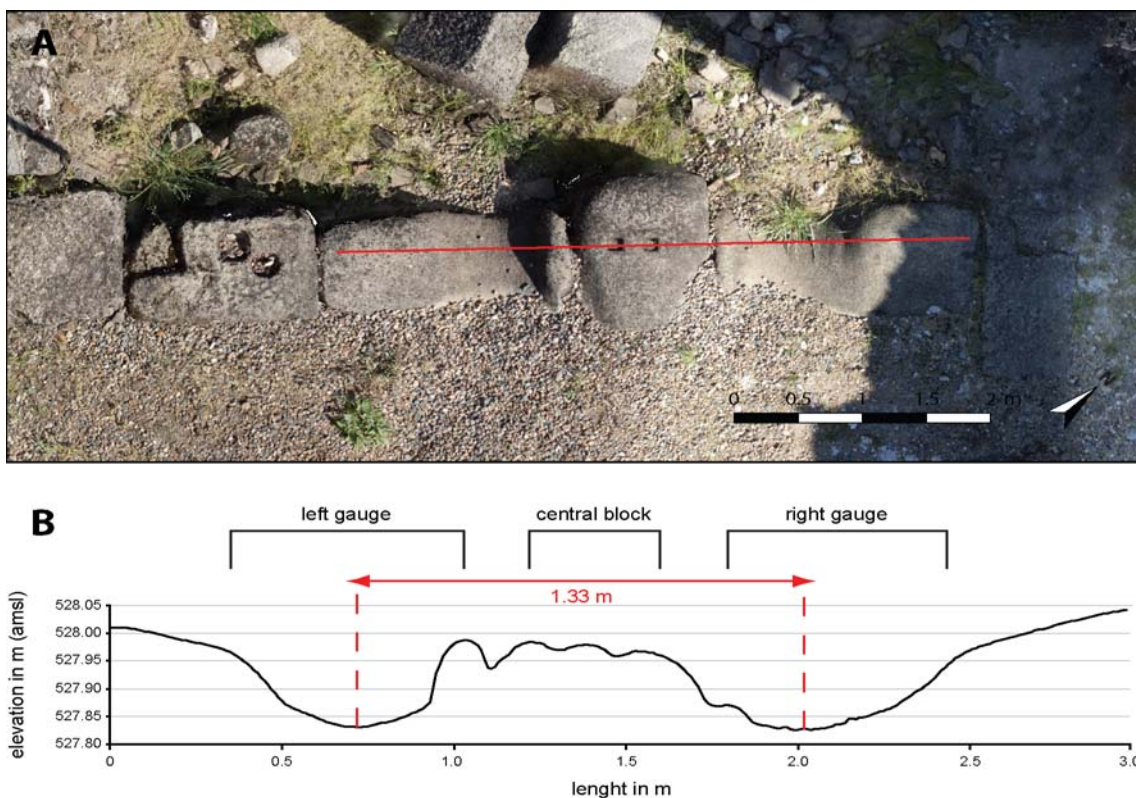 A
0 0.5 1 1.5 2 m
B
left gauge central block right gauge
1.33 m
elevation in m (amsl)
528.05
528.00
527.95
527.90
527.85
527.80
0 0.5 1.0 1.5 2.0 2.5 3.0
lenght in m